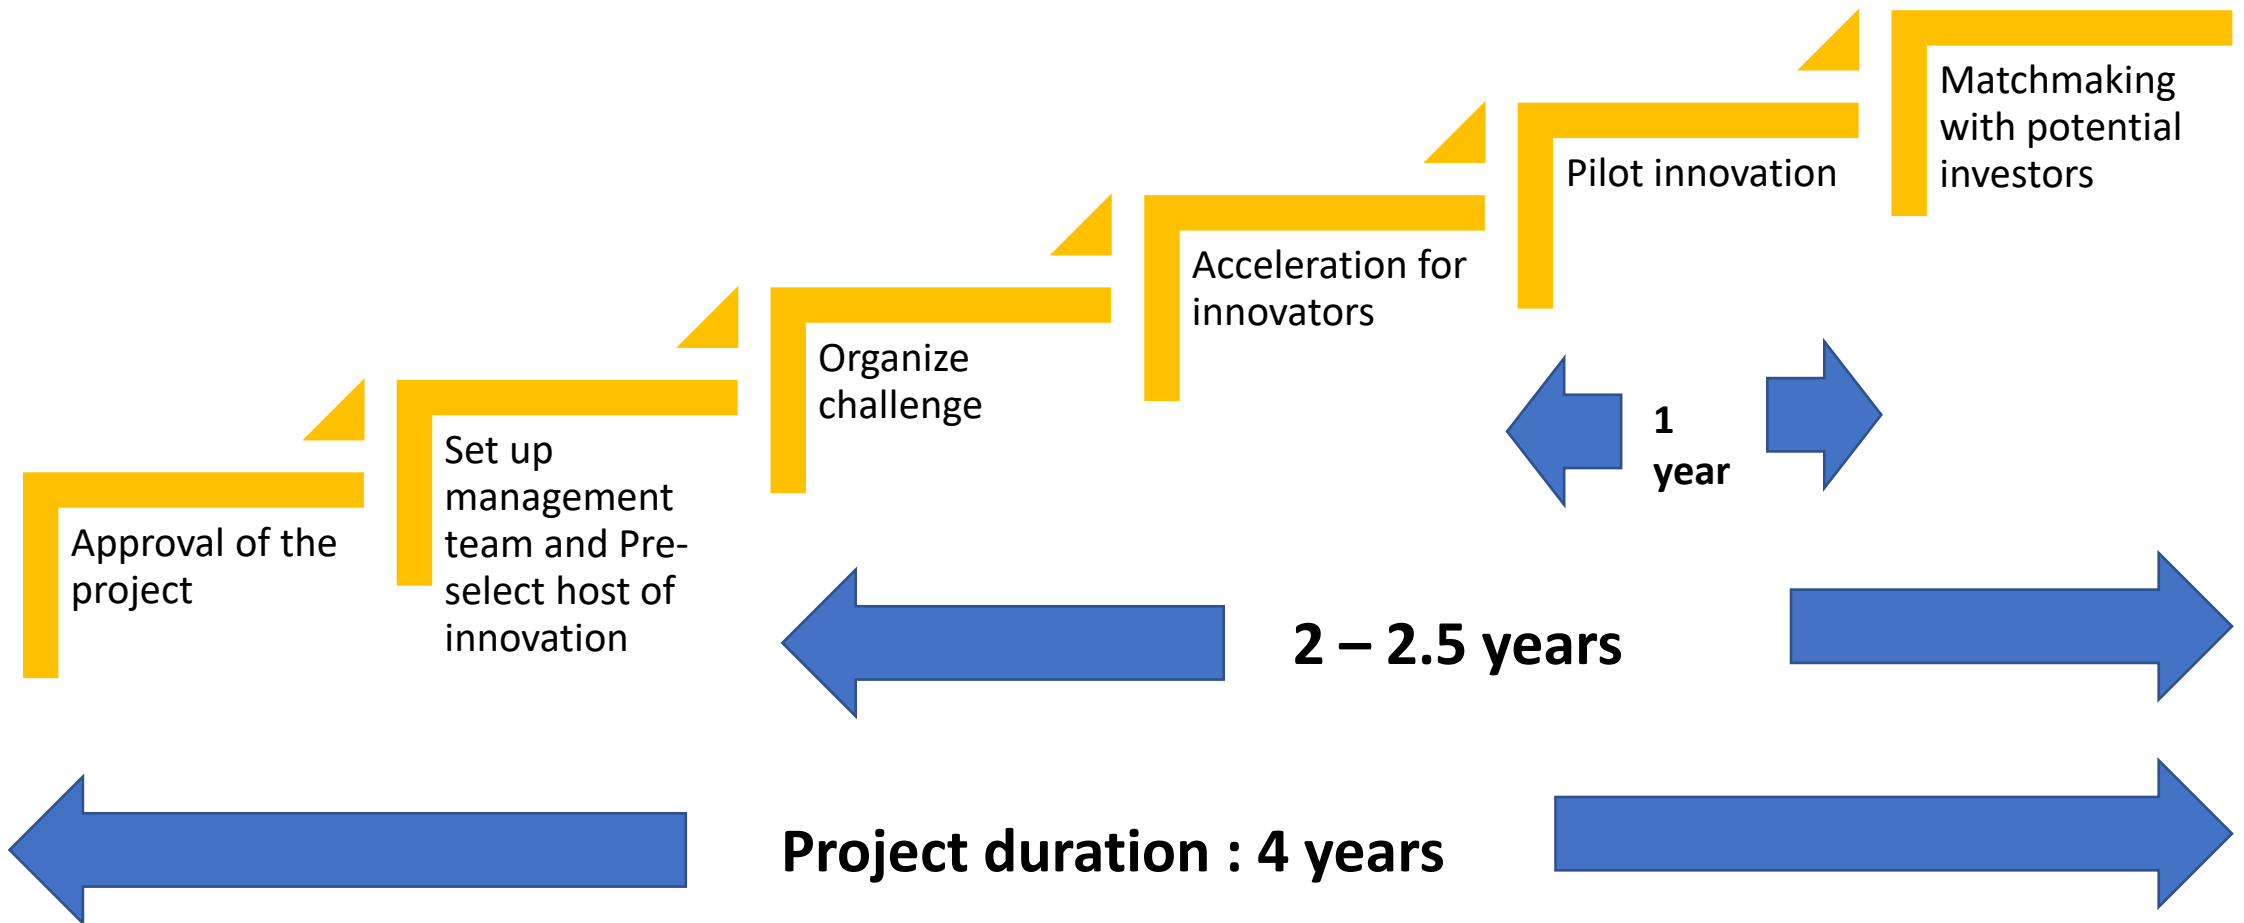 Approval of the
project
Set up
management
team and Pre-
select host of
innovation
Organize
challenge
Acceleration for
innovators
Pilot innovation
Matchmaking
with potential
investors
1
year
2 – 2.5 years
Project duration : 4 years